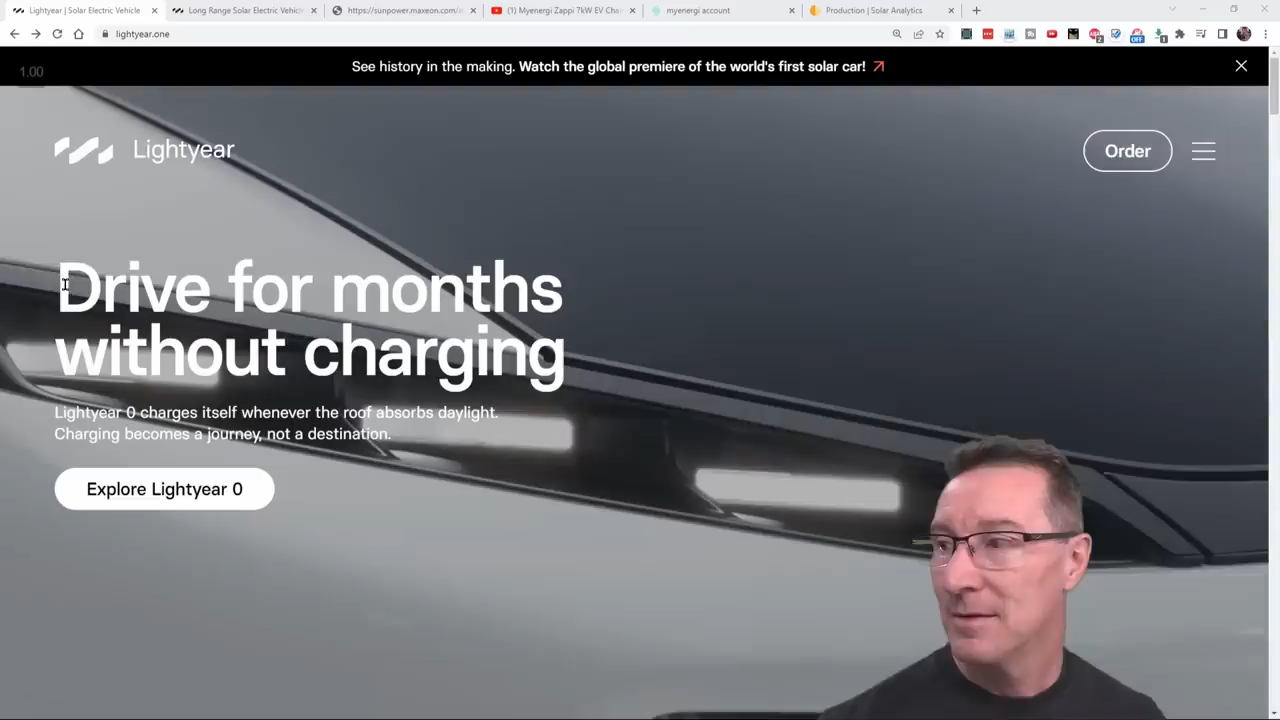 Lightyear | Solar Electric Vehicle
Long Range Solar Electric Vehicle
https://sunpower.maxeon.com/a
(1) Myenergi Zappi 7kW EV Cha
myenergi account
Production | Solar Analytics
lightyear.one
OFF
1.00
See history in the making. Watch the global premiere of the world's first solar car!
Lightyear
Order
Drive for months
without charging
Lightyear 0 charges itself whenever the roof absorbs daylight.
Charging becomes a journey, not a destination.
Explore Lightyear 0